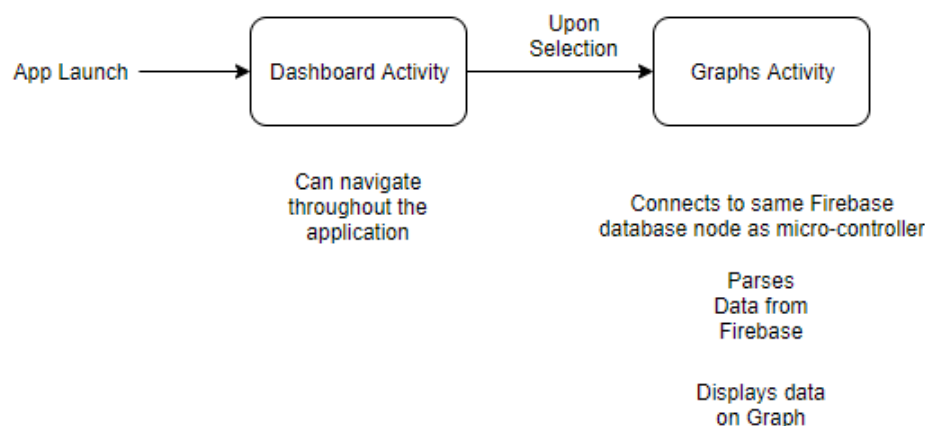 App Launch
Dashboard Activity
Upon
Selection
Graphs Activity
Can navigate
throughout the
application
Connects to same Firebase
database node as micro-controller
Parses
Data from
Firebase
Displays data
on Graph